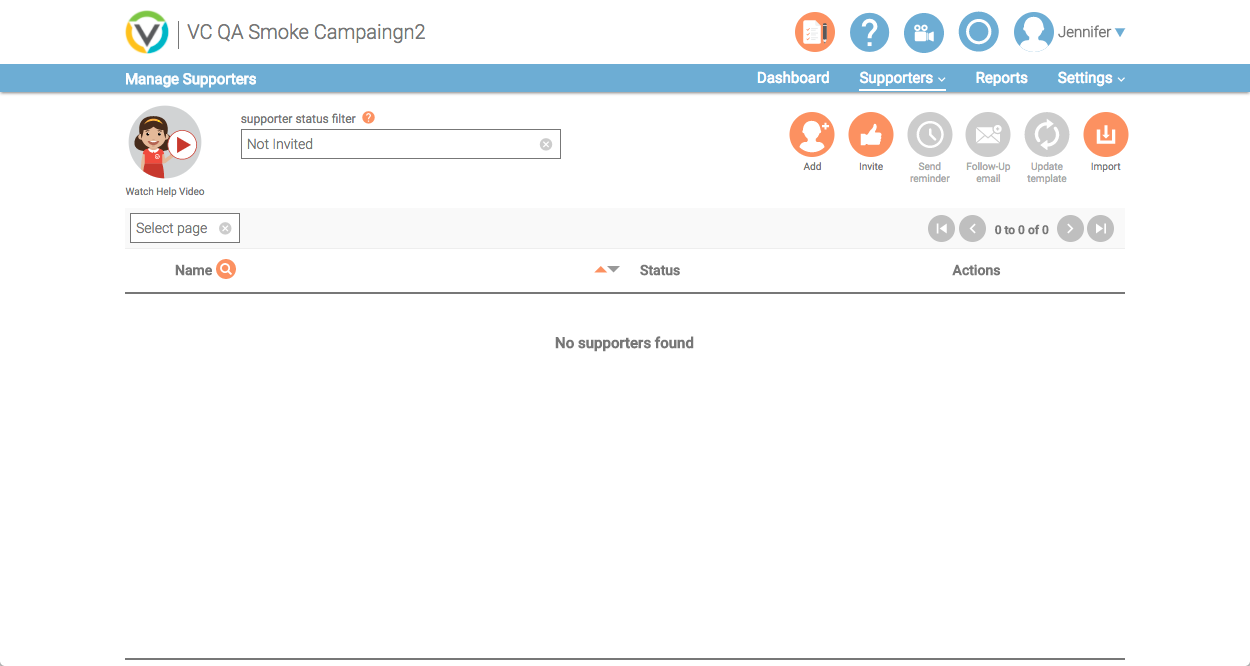 VC QA Smoke Campaingn2
Jennifer
Manage Supporters
Dashboard
Supporters
Reports
Settings
supporter status filter ?
Not Invited
Watch Help Video
Add
Invite
Send
reminder
Follow-Up
email
Update
template
Import
Select page
0 to 0 of 0
Name
Status
Actions
No supporters found